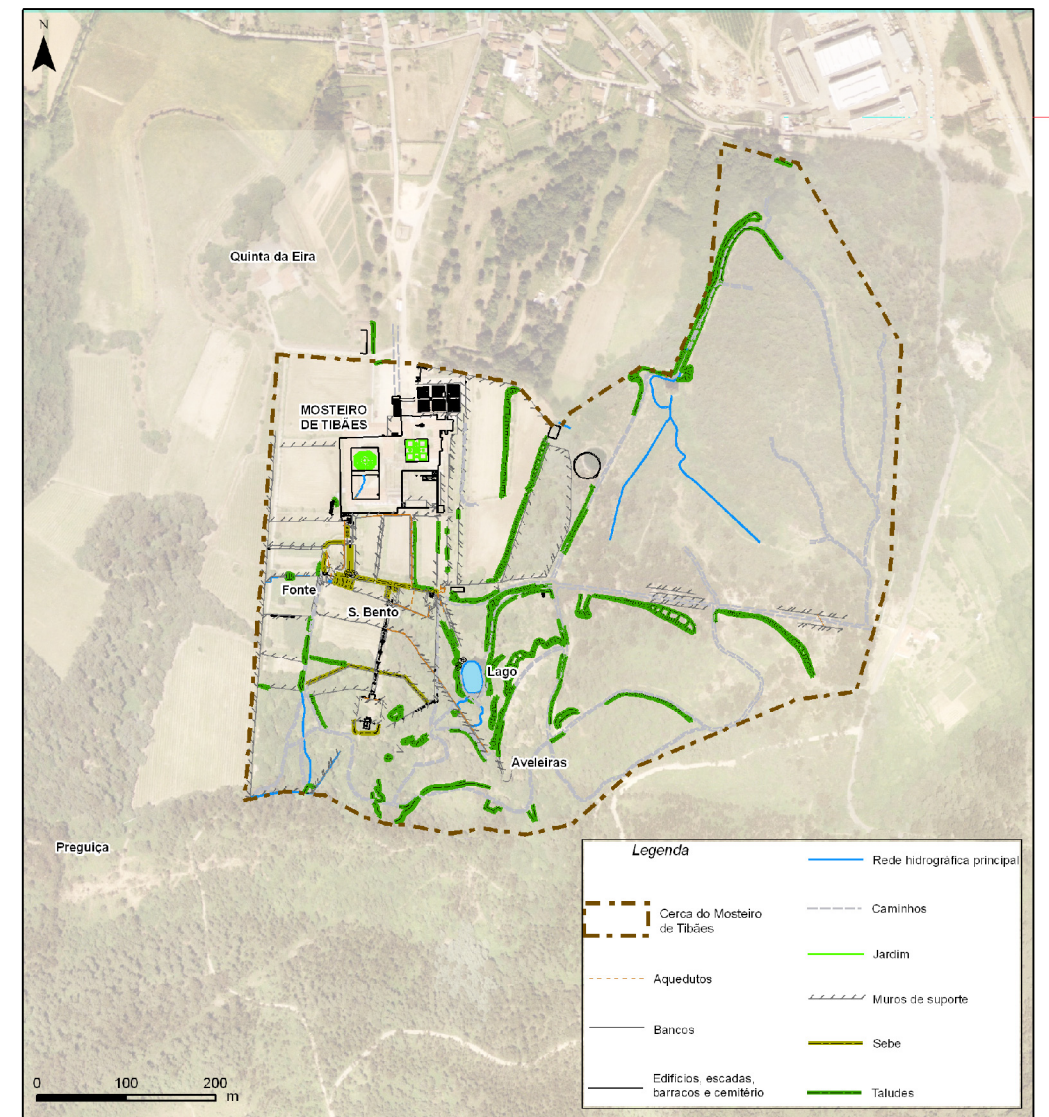 N
Quinta da Eira
MOSTEIRO
DE TIBÃES
Fonte
S. Bento
Lago
Aveleiras
Preguiça
Legenda
Cerca do Mosteiro
de Tibães
Aquedutos
Bancos
Edifícios, escadas,
barracos e cemitério
Rede hidrográfica principal
Caminhos
Jardim
Muros de suporte
Sebe
Taludes
0 100 200
m